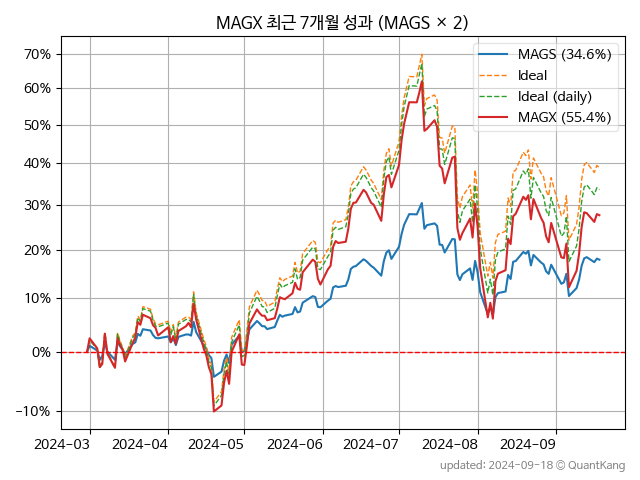 MAGX 최근 7개월 성과 (MAGS × 2)
MAGS (34.6%)
Ideal
Ideal (daily)
MAGX (55.4%)
70%
60%
50%
40%
30%
20%
10%
0%
−10%
2024-03 2024-04 2024-05 2024-06 2024-07 2024-08 2024-09
updated: 2024-09-18 © QuantKang